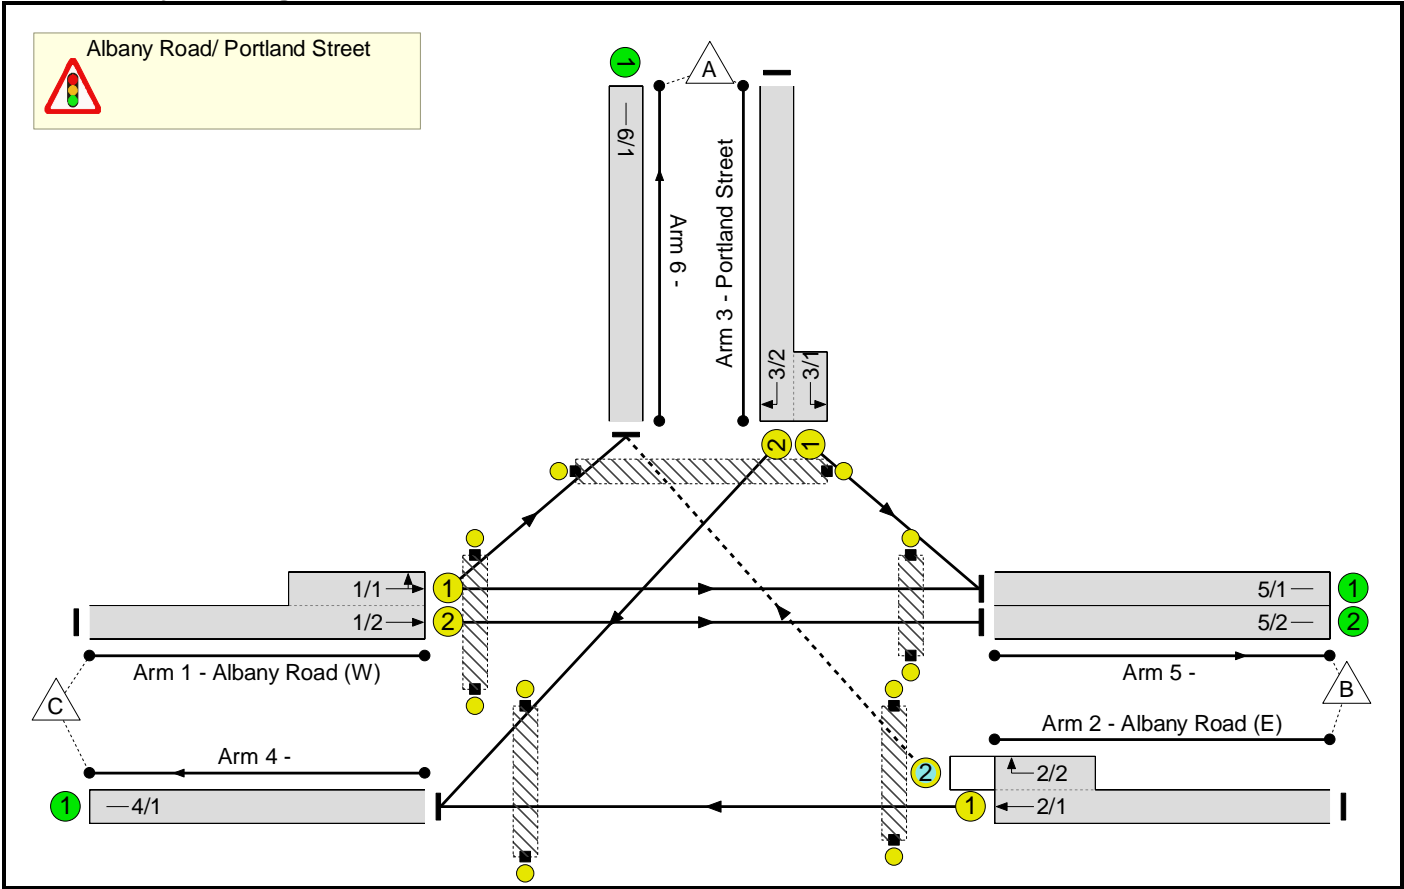 Albany Road/ Portland Street
1
A
6/1
Arm 6 -
Arm 3 - Portland Street
3/2
3/1
2
1
1/1
1
1/2
2
Arm 1 - Albany Road (W)
C
Arm 4 -
1
4/1
5/1
1
5/2
2
Arm 5 -
B
Arm 2 - Albany Road (E)
2
2/2
1
2/1